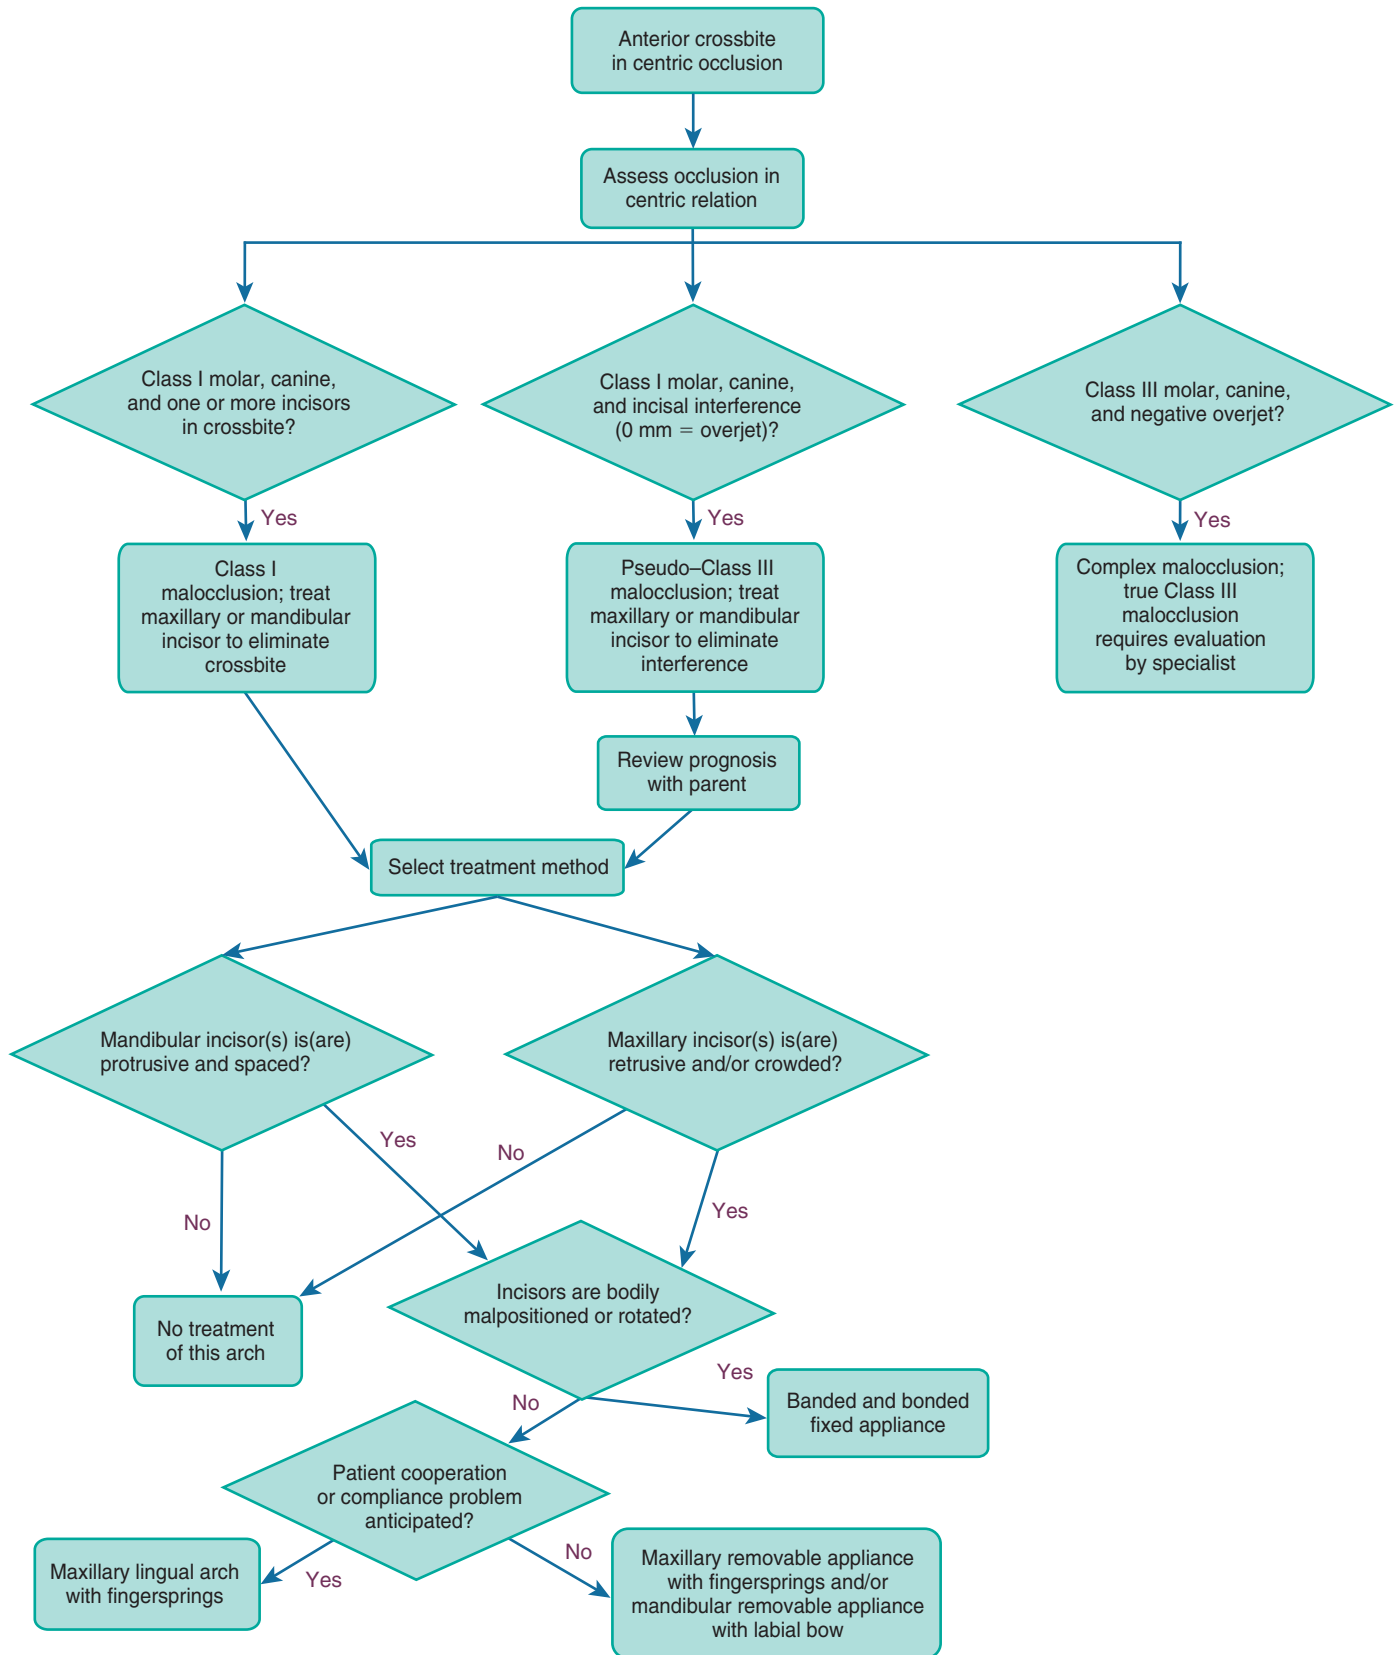 Anterior crossbite
in centric occlusion
Assess occlusion in
centric relation
Class I molar, canine,
and one or more incisors
in crossbite?
Class I molar, canine,
and incisal interference
(0 mm = overjet)?
Class III molar, canine,
and negative overjet?
Yes
Yes
Yes
Class I
malocclusion; treat
maxillary or mandibular
incisor to eliminate
crossbite
Pseudo–Class III
malocclusion; treat
maxillary or mandibular
incisor to eliminate
interference
Complex malocclusion;
true Class III
malocclusion
requires evaluation
by specialist
Review prognosis
with parent
Select treatment method
Mandibular incisor(s) is(are)
protrusive and spaced?
Maxillary incisor(s) is(are)
retrusive and/or crowded?
Yes
No
No
Yes
No treatment
of this arch
Incisors are bodily
malpositioned or rotated?
Yes
No
Banded and bonded
fixed appliance
Patient cooperation
or compliance problem
anticipated?
Yes
No
Maxillary lingual arch
with fingersprings
Maxillary removable appliance
with fingersprings and/or
mandibular removable appliance
with labial bow